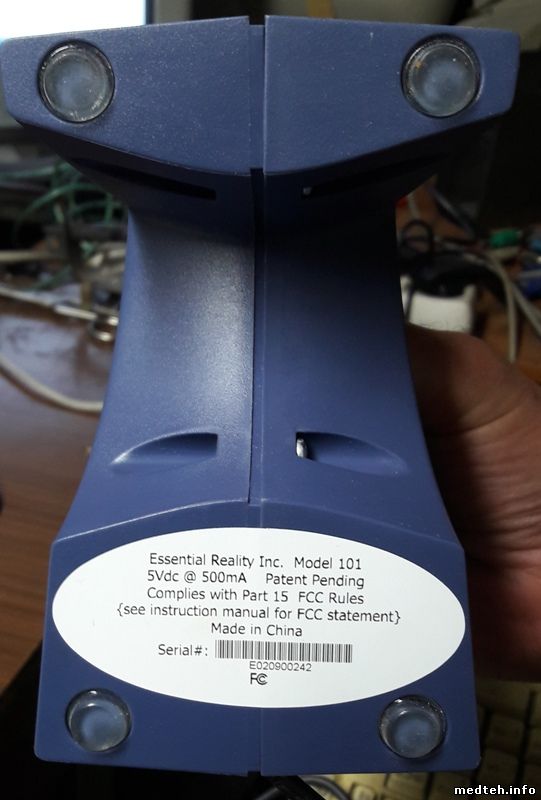 Essential Reality Inc. Model 101
5Vdc @ 500mA Patent Pending
Complies with Part 15 FCC Rules
{see instruction manual for FCC statement}
Made in China
Serial#:
E020900242
FC
medteh.info